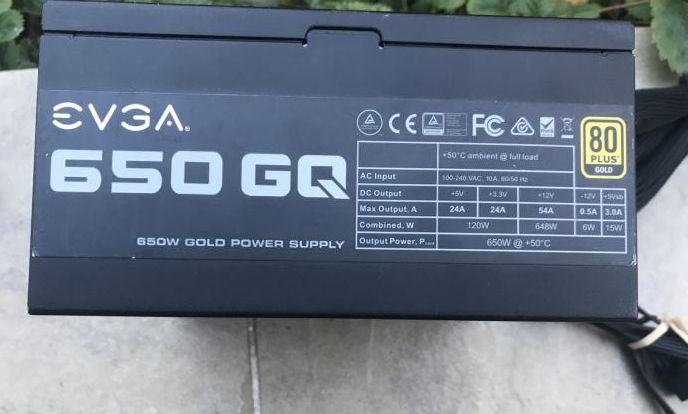 EVGA
650 GQ
650W GOLD POWER SUPPLY
CE FC
80 PLUS GOLD
+50°C ambient @ full load
AC Input 100-240 VAC, 10A, 60/50 Hz
DC Output +5V +3.3V +12V -12V +5Vsb
Max Output, A 24A 24A 54A 0.5A 3.0A
Combined, W 120W 648W 6W 15W
Output Power, Pcont 650W @ +50°C